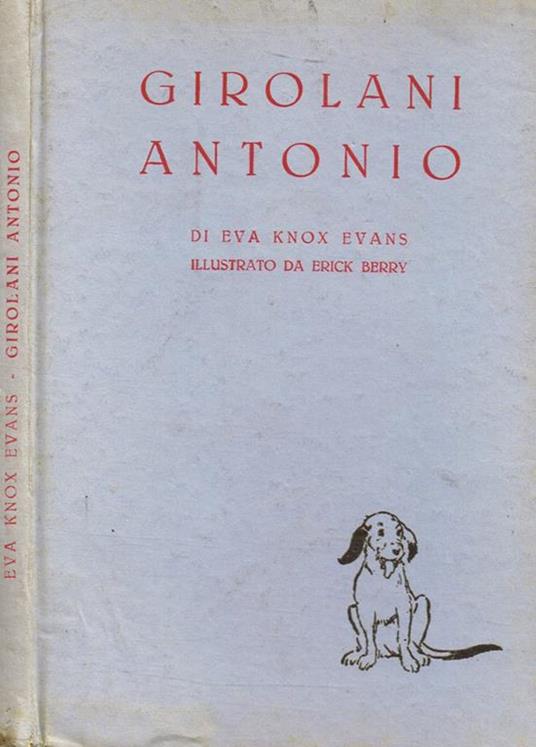 GIROLANI
ANTONIO
DI EVA KNOX EVANS
ILLUSTRATO DA ERICK BERRY
EVA KNOX EVANS - GIROLANI ANTONIO